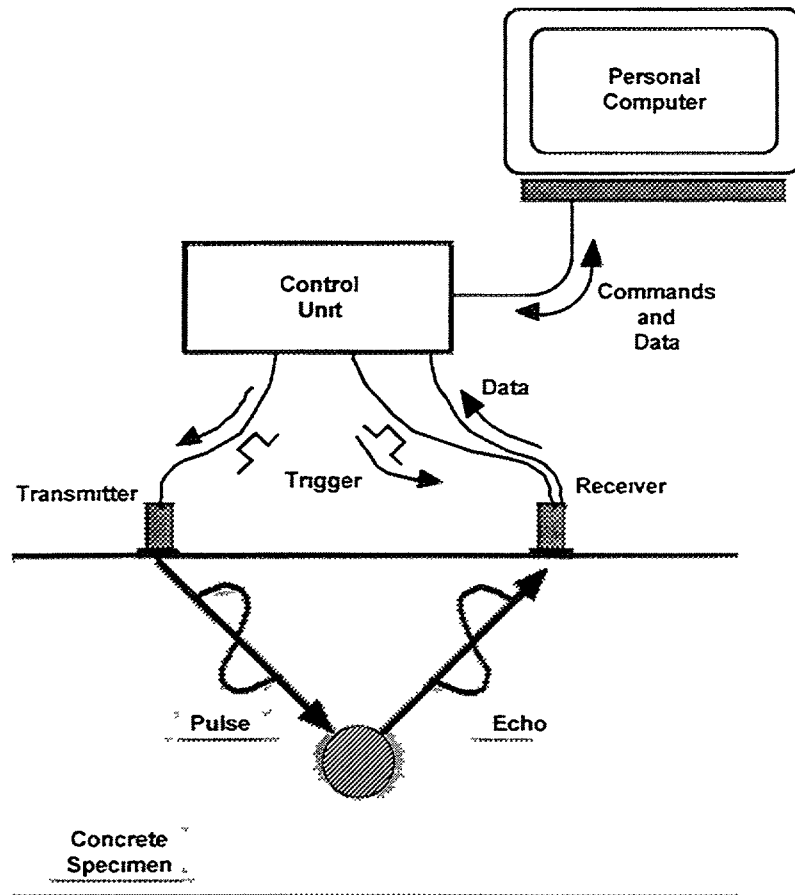 Personal
Computer
Control
Unit
Commands
and
Data
Data
Trigger
Transmitter
Receiver
Pulse
Echo
Concrete
Specimen